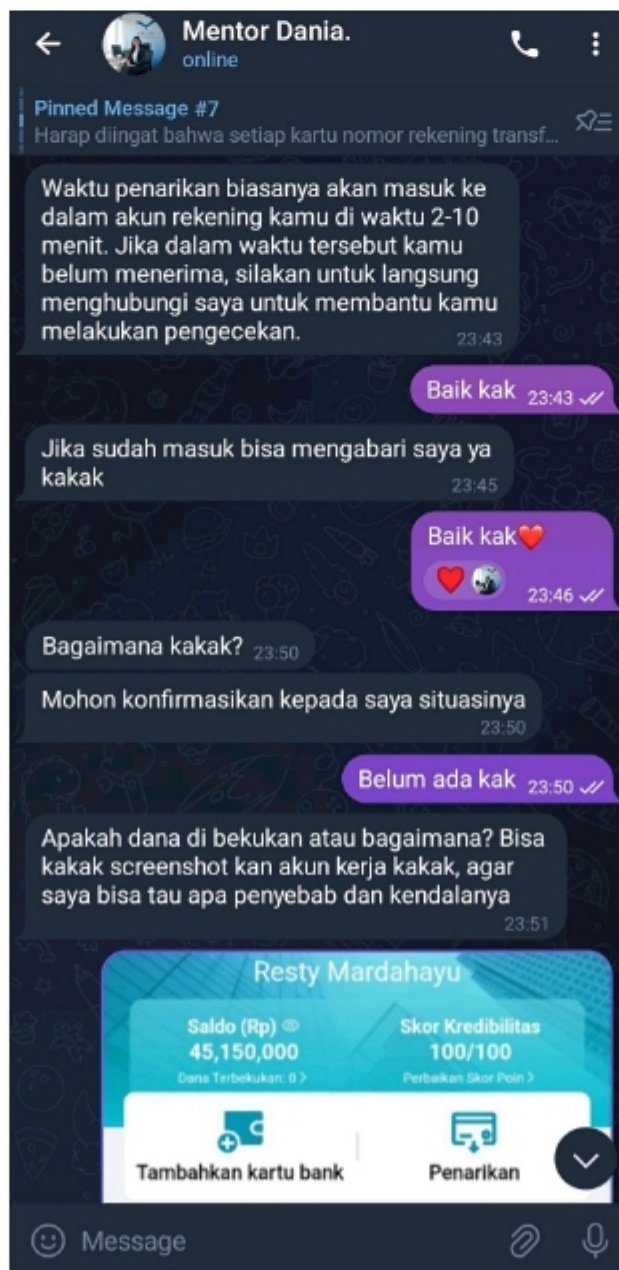 Mentor Dania.
online
Pinned Message #7
Harap diingat bahwa setiap kartu nomor rekening transf...
Waktu penarikan biasanya akan masuk ke
dalam akun rekening kamu di waktu 2-10
menit. Jika dalam waktu tersebut kamu
belum menerima, silakan untuk langsung
menghubungi saya untuk membantu kamu
melakukan pengecekan.
23:43
Baik kak 23:43
Jika sudah masuk bisa mengabari saya ya
kakak
23:45
Baik kak❤️
23:46
Bagaimana kakak? 23:50
Mohon konfirmasikan kepada saya situasinya
23:50
Belum ada kak 23:50
Apakah dana di bekukan atau bagaimana? Bisa
kakak screenshot kan akun kerja kakak, agar
saya bisa tau apa penyebab dan kendalanya
23:51
Resty Mardahayu
Saldo (Rp)
Skor Kredibilitas
45,150,000
100/100
Dana Terbekukan: 0 >
Perbaikan Skor Poin >
Tambahkan kartu bank
Penarikan
Message